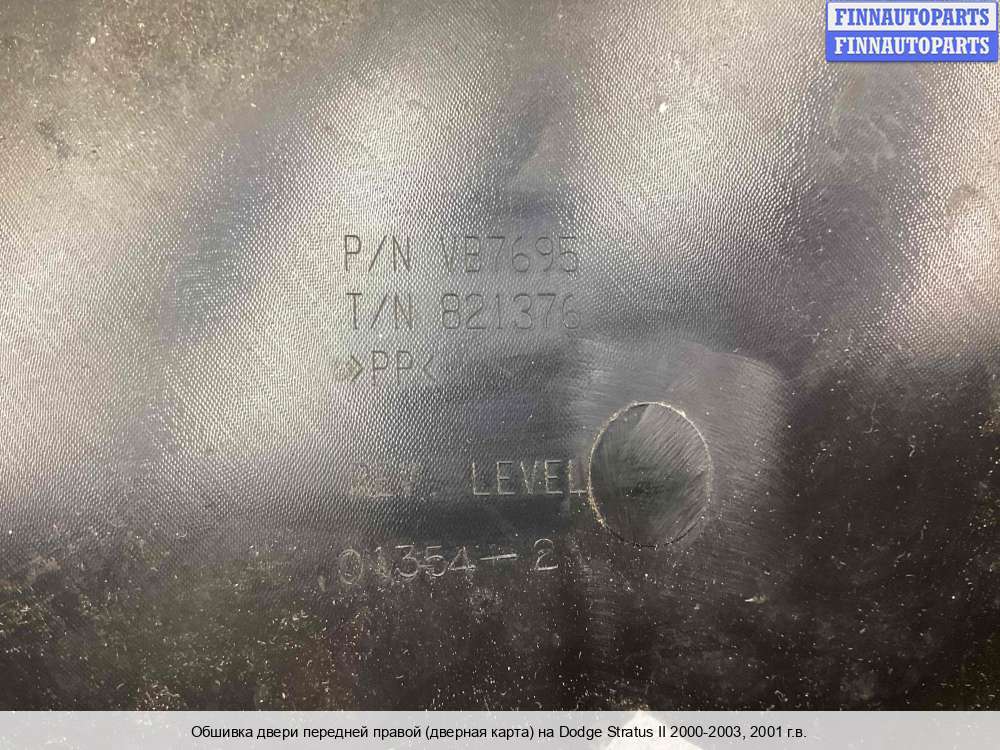 FINNAUTOPARTS
FINNAUTOPARTS
P/N VB7695
T/N 821376
>PP<
REV. LEVEL
01354-2
Обшивка двери передней правой (дверная карта) на Dodge Stratus II 2000-2003, 2001 г.в.